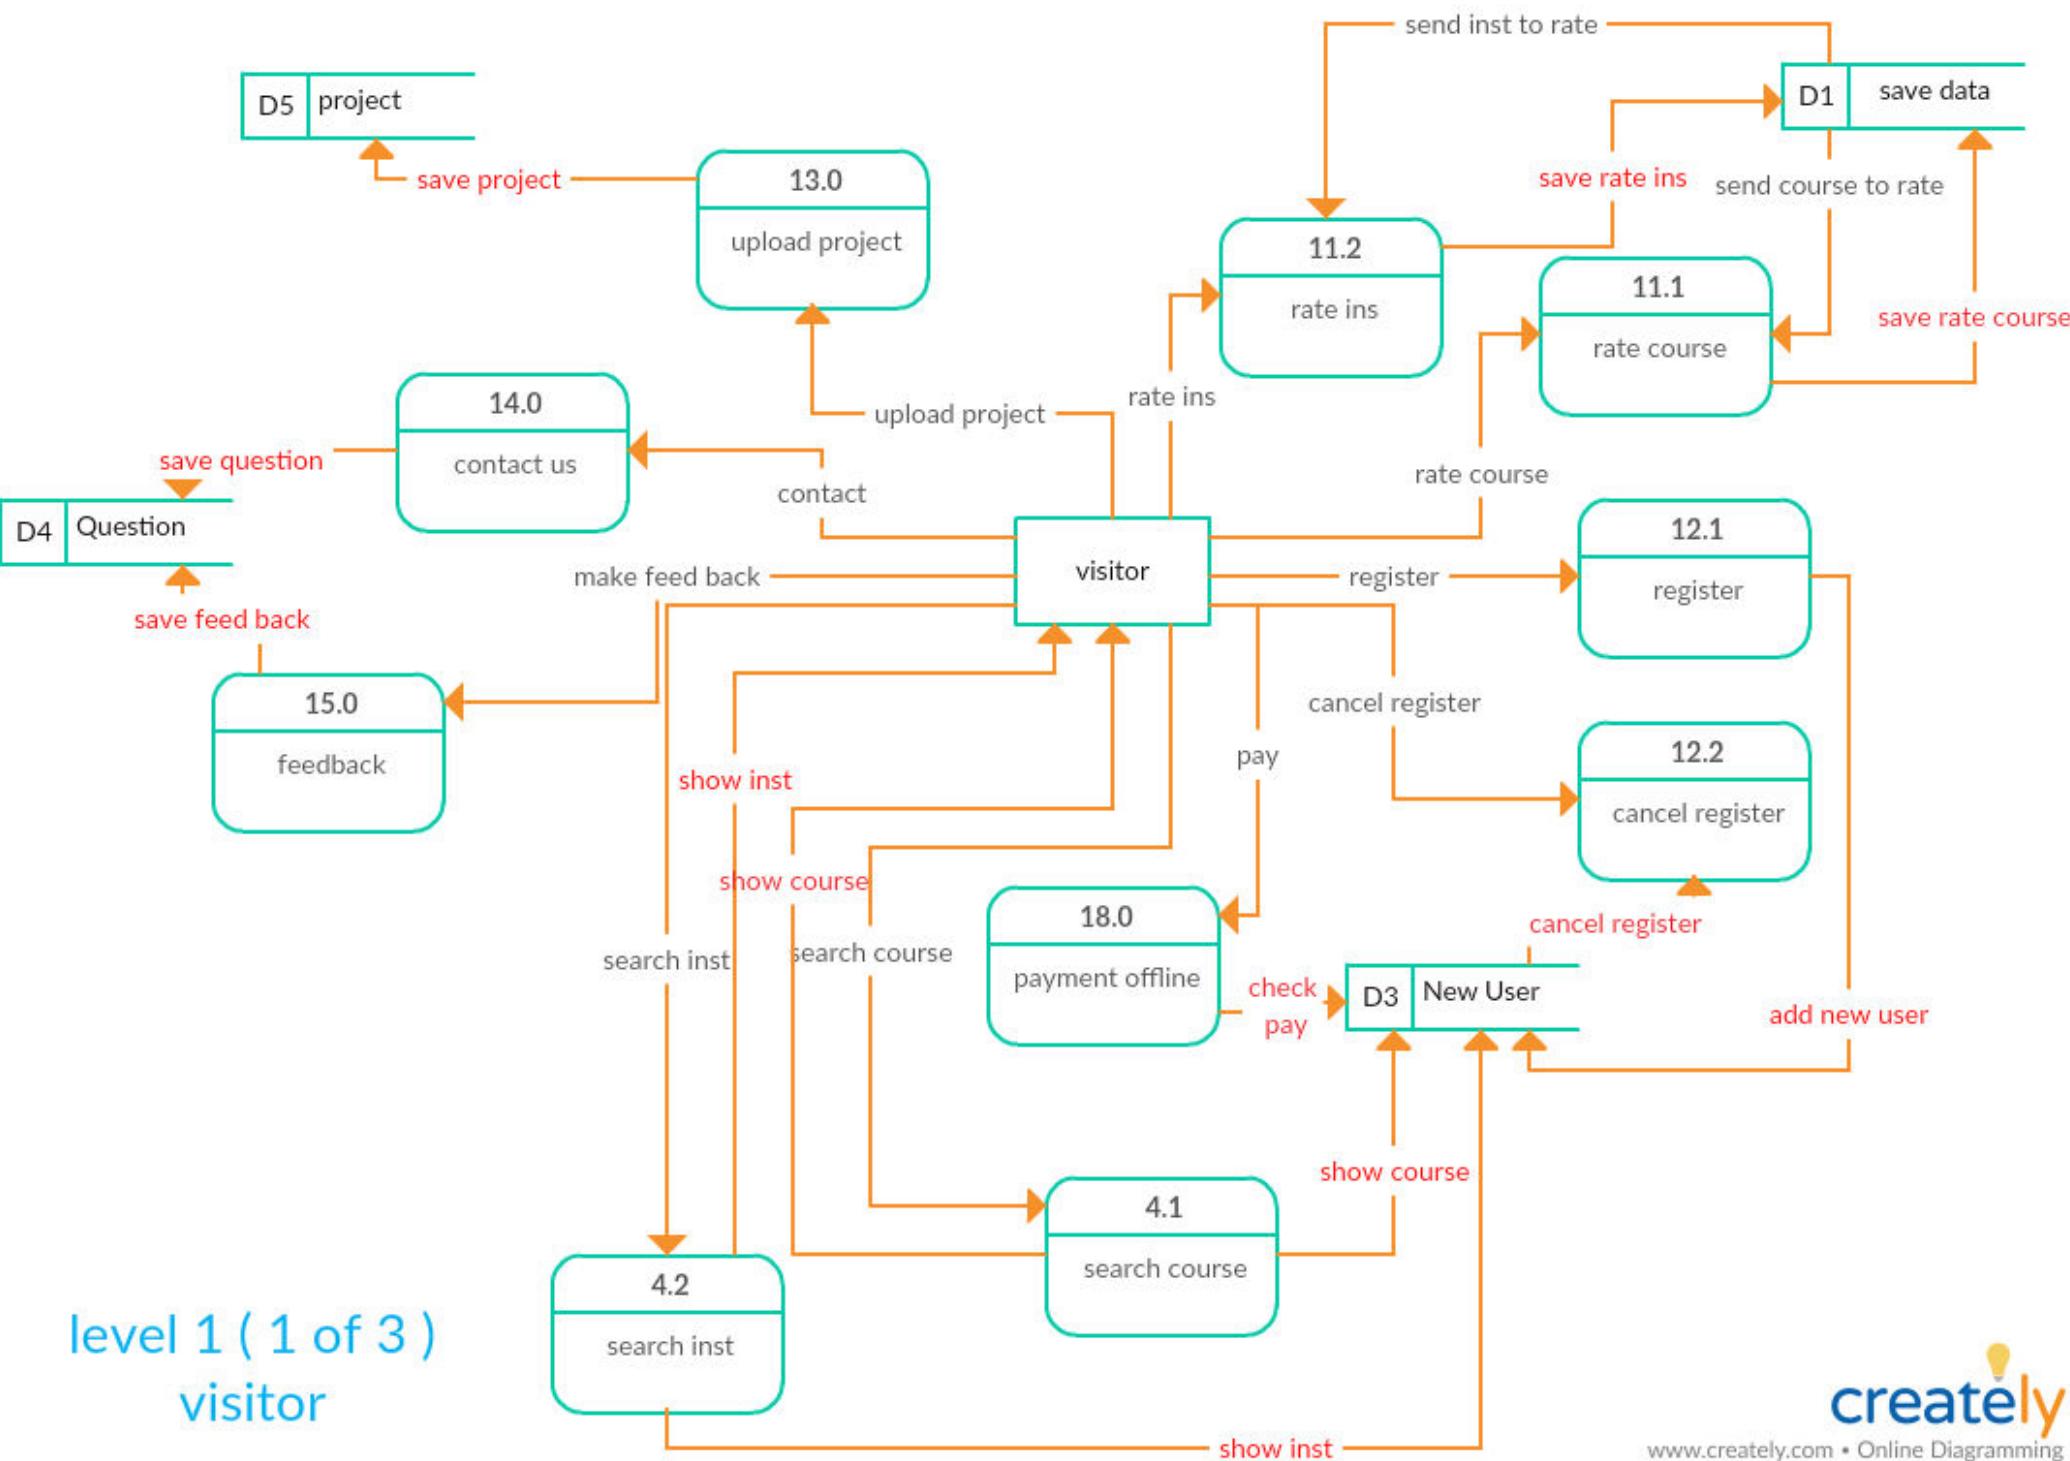 send inst to rate
D5
project
D1
save data
save project
13.0
upload project
save rate ins
send course to rate
11.2
rate ins
11.1
rate course
save rate course
14.0
contact us
upload project
rate ins
save question
contact
rate course
D4
Question
visitor
12.1
register
make feed back
register
save feed back
15.0
feedback
cancel register
12.2
cancel register
pay
show inst
show course
18.0
payment offline
cancel register
search inst
search course
check
pay
D3
New User
add new user
show course
4.1
search course
4.2
search inst
level 1 ( 1 of 3 )
visitor
show inst
creately
www.creately.com • Online Diagramming